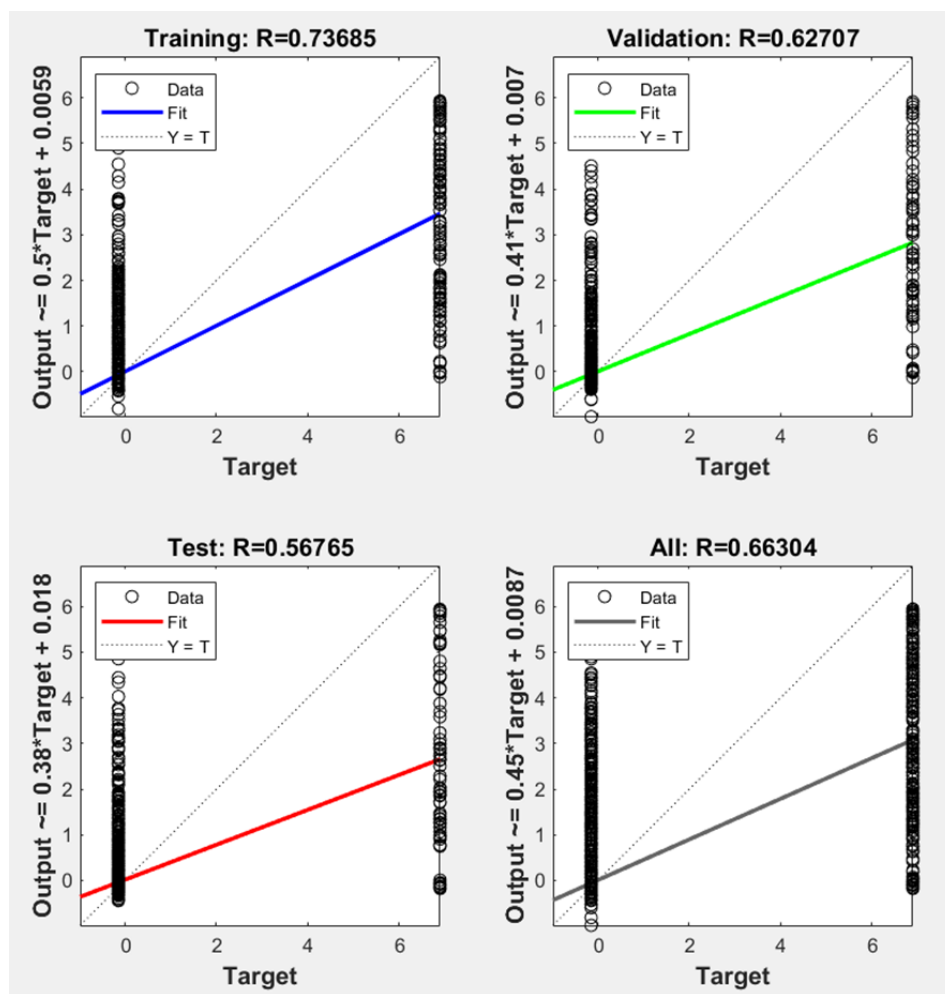 Training: R=0.73685
Output ~= 0.5*Target + 0.0059
6
5
4
3
2
1
0
Data
Fit
Y = T
0 2 4 6
Target
Validation: R=0.62707
Output ~= 0.41*Target + 0.007
6
5
4
3
2
1
0
Data
Fit
Y = T
0 2 4 6
Target
Test: R=0.56765
Output ~= 0.38*Target + 0.018
6
5
4
3
2
1
0
Data
Fit
Y = T
0 2 4 6
Target
All: R=0.66304
Output ~= 0.45*Target + 0.0087
6
5
4
3
2
1
0
Data
Fit
Y = T
0 2 4 6
Target